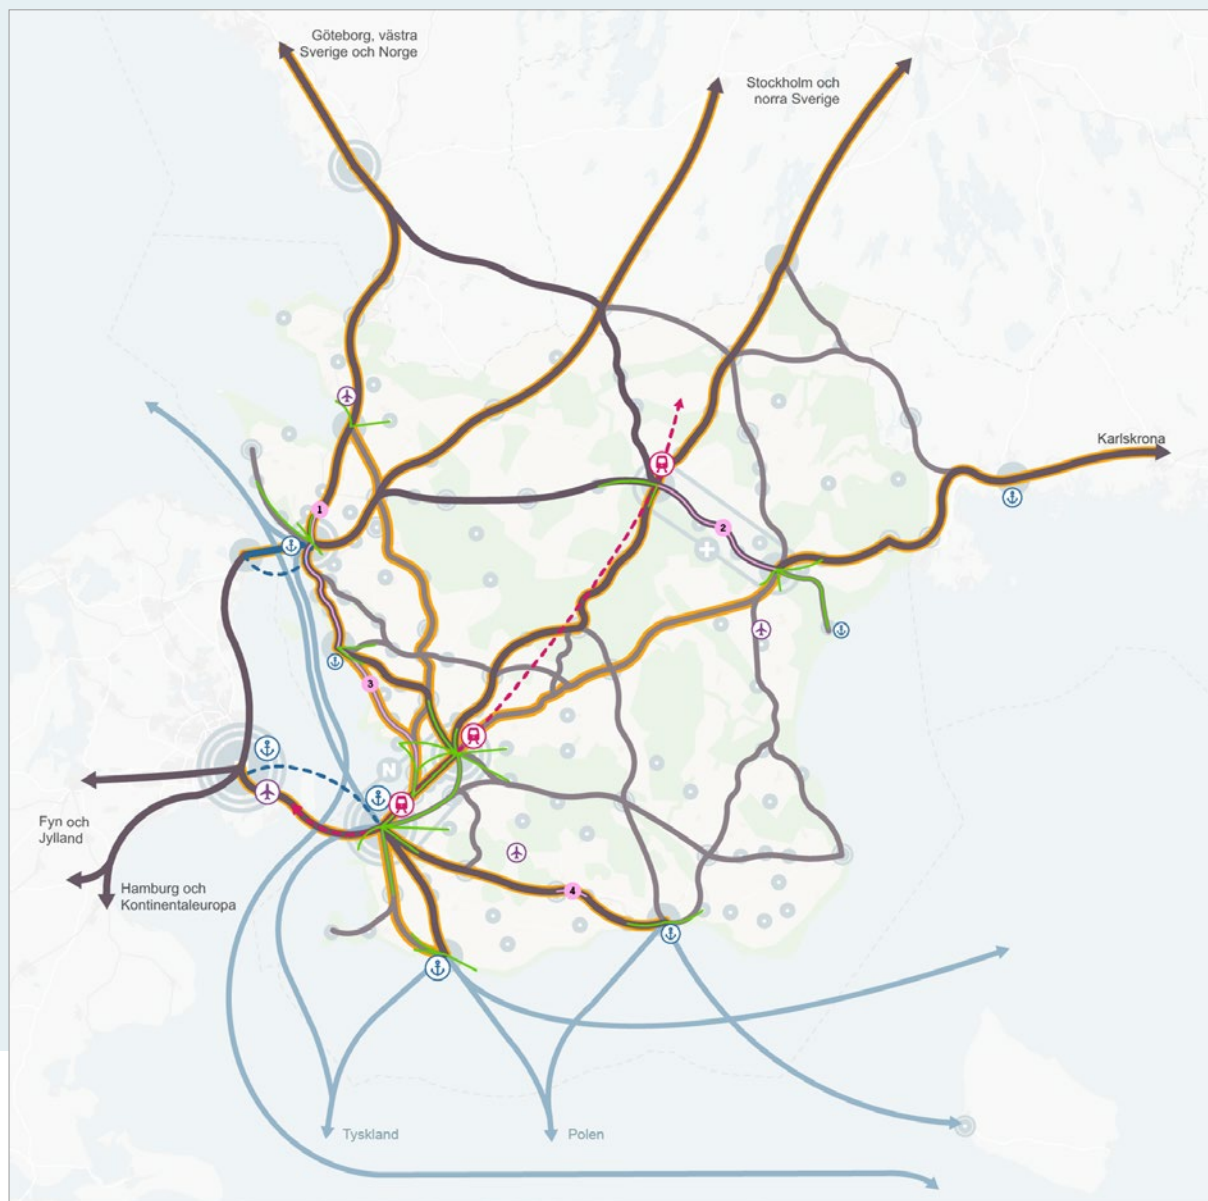 Göteborg, västra
Sverige och Norge
Stockholm och
norra Sverige
Karlskrona
1
2
3
N
Fyn och
Jylland
Hamburg och
Kontinentaleuropa
4
Tyskland
Polen